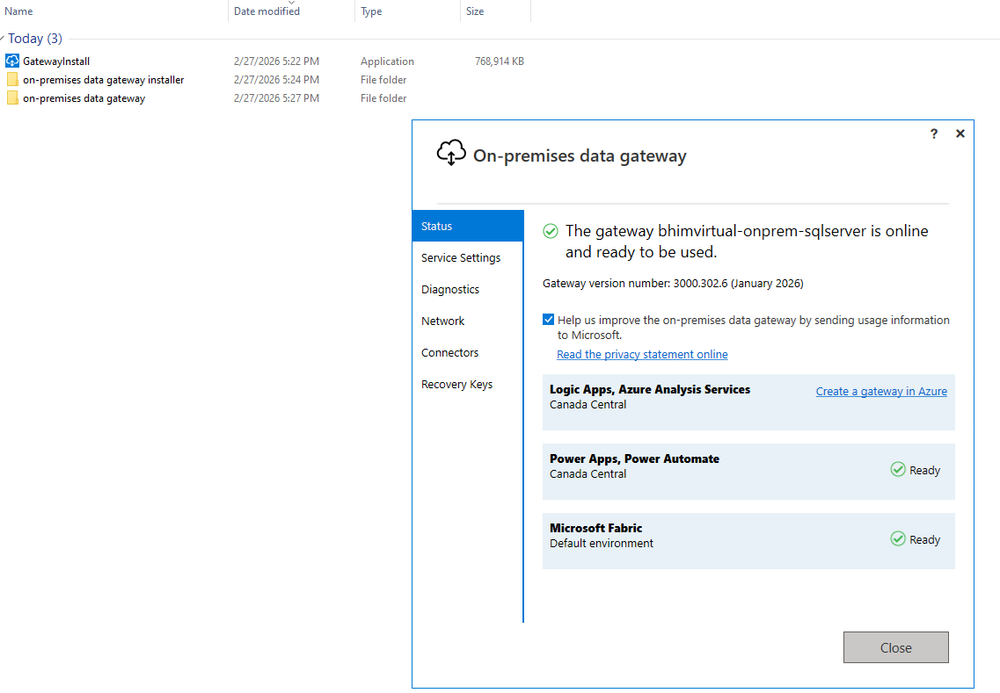 Name Date modified Type Size
Today (3)
GatewayInstall 2/27/2026 5:22 PM Application 768,914 KB
on-premises data gateway installer 2/27/2026 5:24 PM File folder
on-premises data gateway 2/27/2026 5:27 PM File folder
? ×
On-premises data gateway
Status
Service Settings
Diagnostics
Network
Connectors
Recovery Keys
The gateway bhimvirtual-onprem-sqlserver is online
and ready to be used.
Gateway version number: 3000.302.6 (January 2026)
Help us improve the on-premises data gateway by sending usage information
to Microsoft.
Read the privacy statement online
Logic Apps, Azure Analysis Services Create a gateway in Azure
Canada Central
Power Apps, Power Automate
Canada Central
Ready
Microsoft Fabric
Default environment
Ready
Close